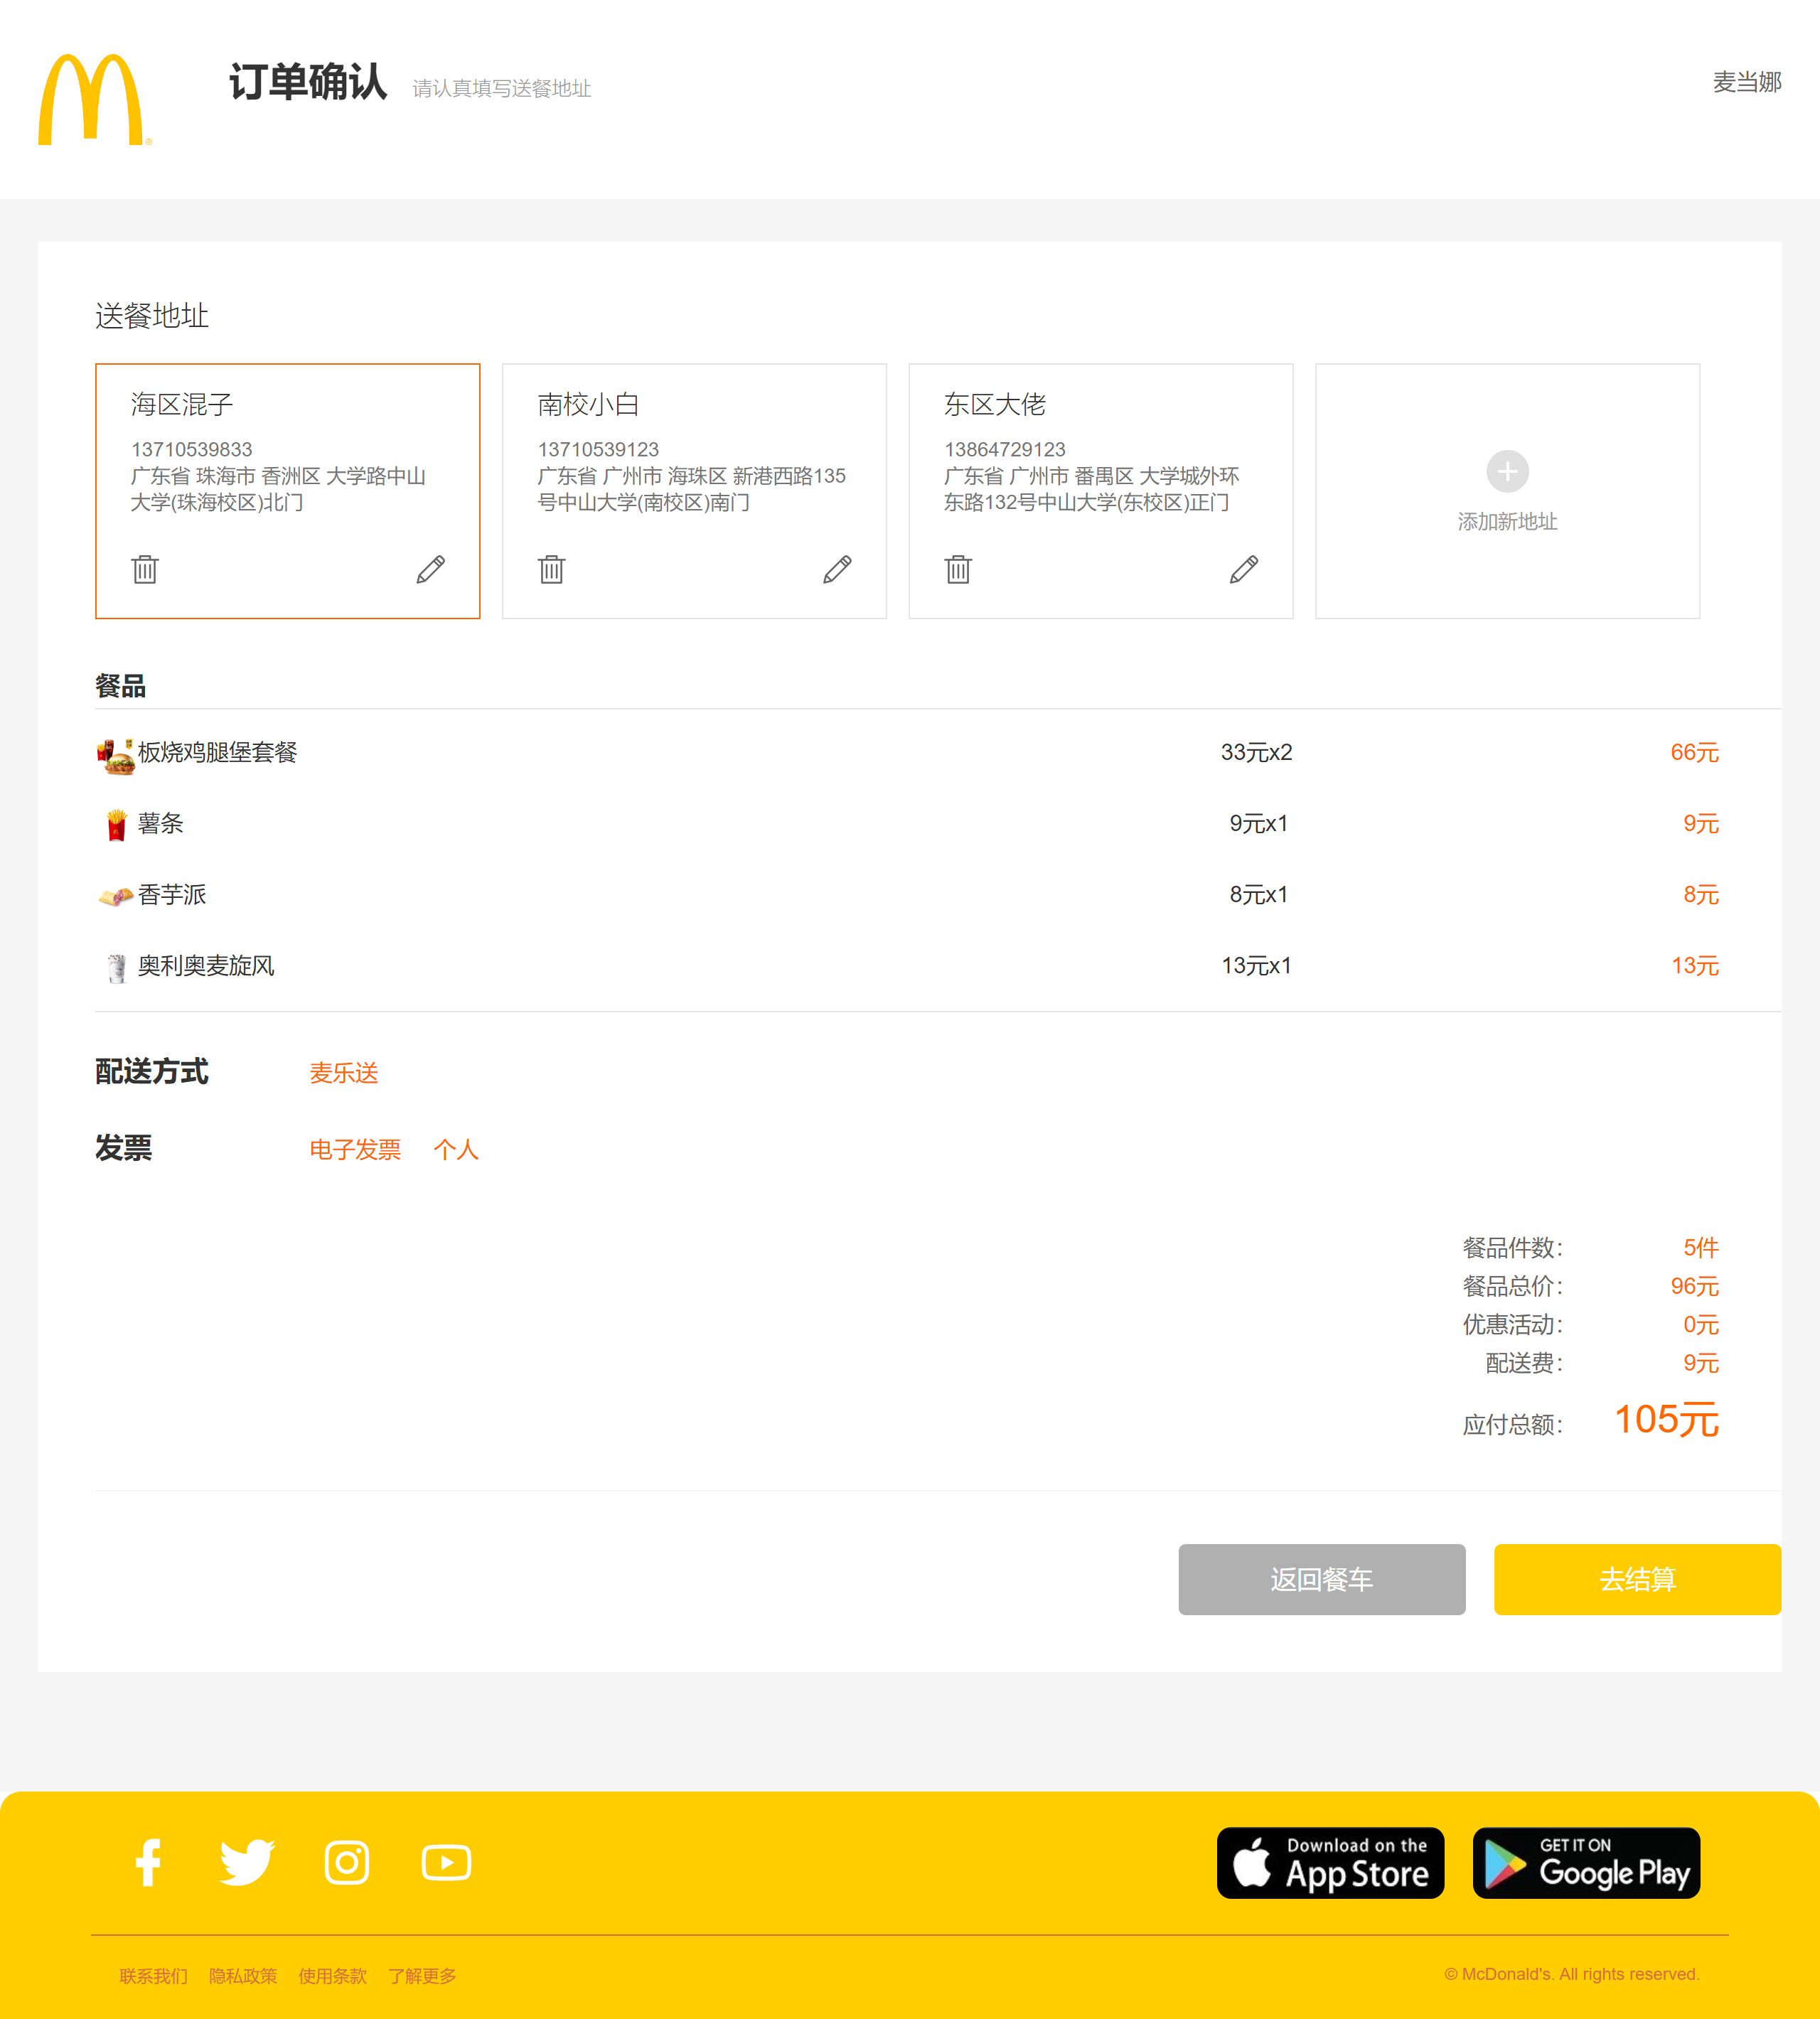 订单确认 请认真填写送餐地址 麦当娜
送餐地址
海区混子
13710539833
广东省 珠海市 香洲区 大学路中山
大学(珠海校区)北门
南校小白
13710539123
广东省 广州市 海珠区 新港西路135
号中山大学(南校区)南门
东区大佬
13864729123
广东省 广州市 番禺区 大学城外环
东路132号中山大学(东校区)正门
添加新地址
餐品
板烧鸡腿堡套餐 33元x2 66元
薯条 9元x1 9元
香芋派 8元x1 8元
奥利奥麦旋风 13元x1 13元
配送方式 麦乐送
发票 电子发票 个人
餐品件数： 5件
餐品总价： 96元
优惠活动： 0元
配送费： 9元
应付总额： 105元
返回餐车 去结算
Download on the
App Store
GET IT ON
Google Play
联系我们 隐私政策 使用条款 了解更多 © McDonald's. All rights reserved.